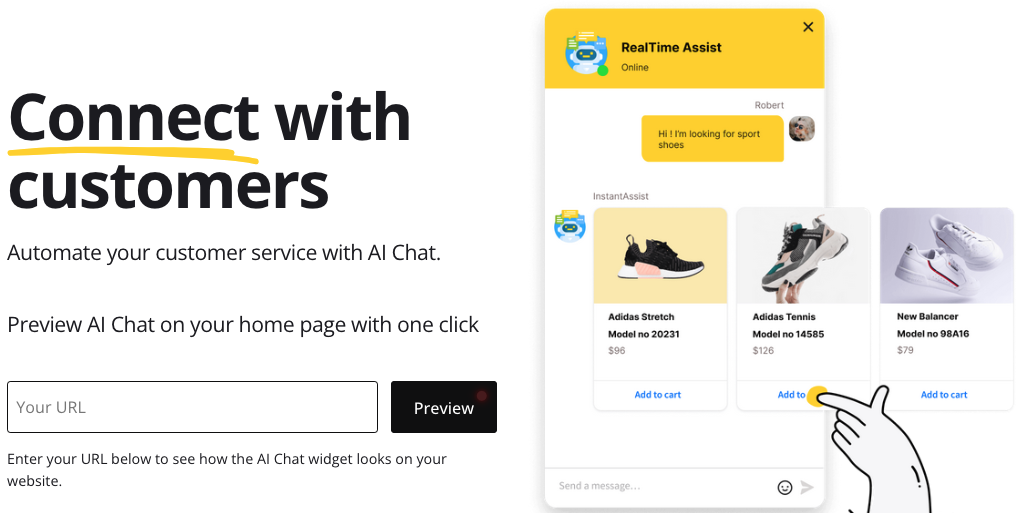 Connect with
customers
Automate your customer service with AI Chat.
Preview AI Chat on your home page with one click
Your URL
Preview
Enter your URL below to see how the AI Chat widget looks on your
website.
RealTime Assist
Online
Robert
Hi ! I'm looking for sport
shoes
InstantAssist
Adidas Stretch
Model no 20231
$96
Add to cart
Adidas Tennis
Model no 14585
$126
Add to
New Balancer
Model no 98A16
$79
Add to cart
Send a message...